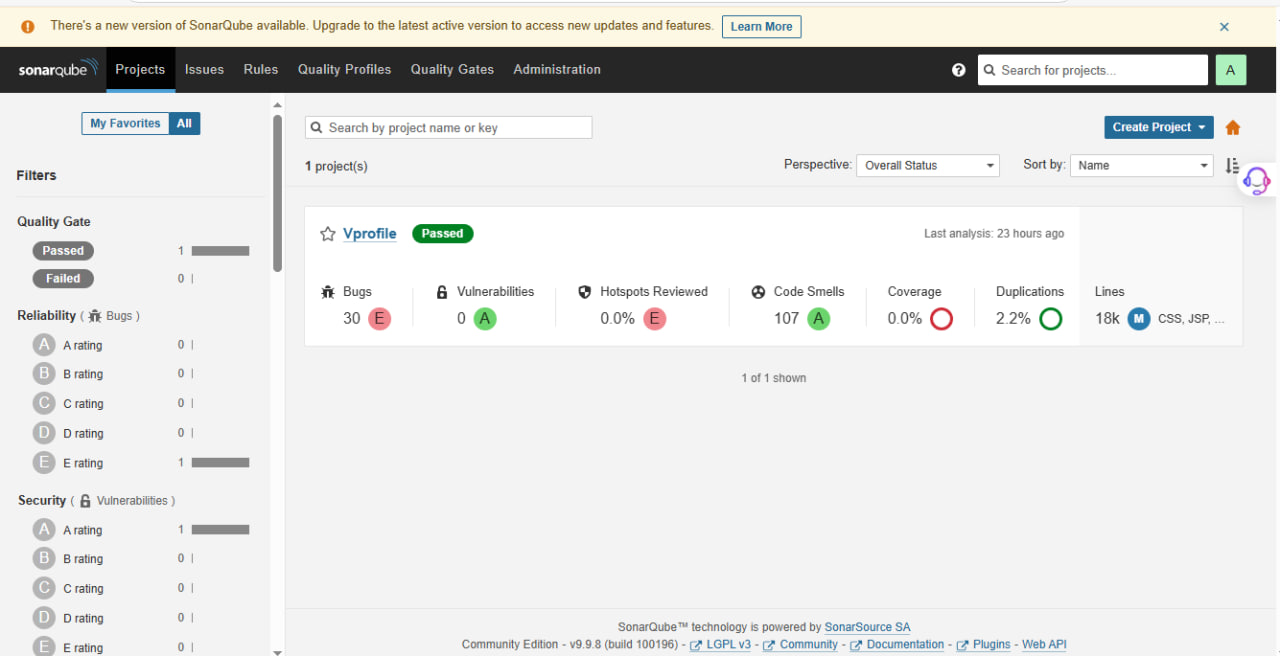 There's a new version of SonarQube available. Upgrade to the latest active version to access new updates and features. Learn More
sonarqube Projects Issues Rules Quality Profiles Quality Gates Administration Search for projects... A
My Favorites All
Search by project name or key
Create Project
1 project(s)
Perspective: Overall Status
Sort by: Name
Filters
Quality Gate
Passed 1
Failed 0
Reliability ( Bugs )
A A rating 0
B B rating 0
C C rating 0
D D rating 0
E E rating 1
Security ( Vulnerabilities )
A A rating 1
B B rating 0
C C rating 0
D D rating 0
E E rating 0
Vprofile Passed
Last analysis: 23 hours ago
Bugs Vulnerabilities Hotspots Reviewed Code Smells Coverage Duplications Lines
30 E 0 A 0.0% E 107 A 0.0% 2.2% 18k M CSS, JSP, ...
1 of 1 shown
SonarQube™ technology is powered by SonarSource SA
Community Edition - v9.9.8 (build 100196) - LGPL v3 - Community - Documentation - Plugins - Web API